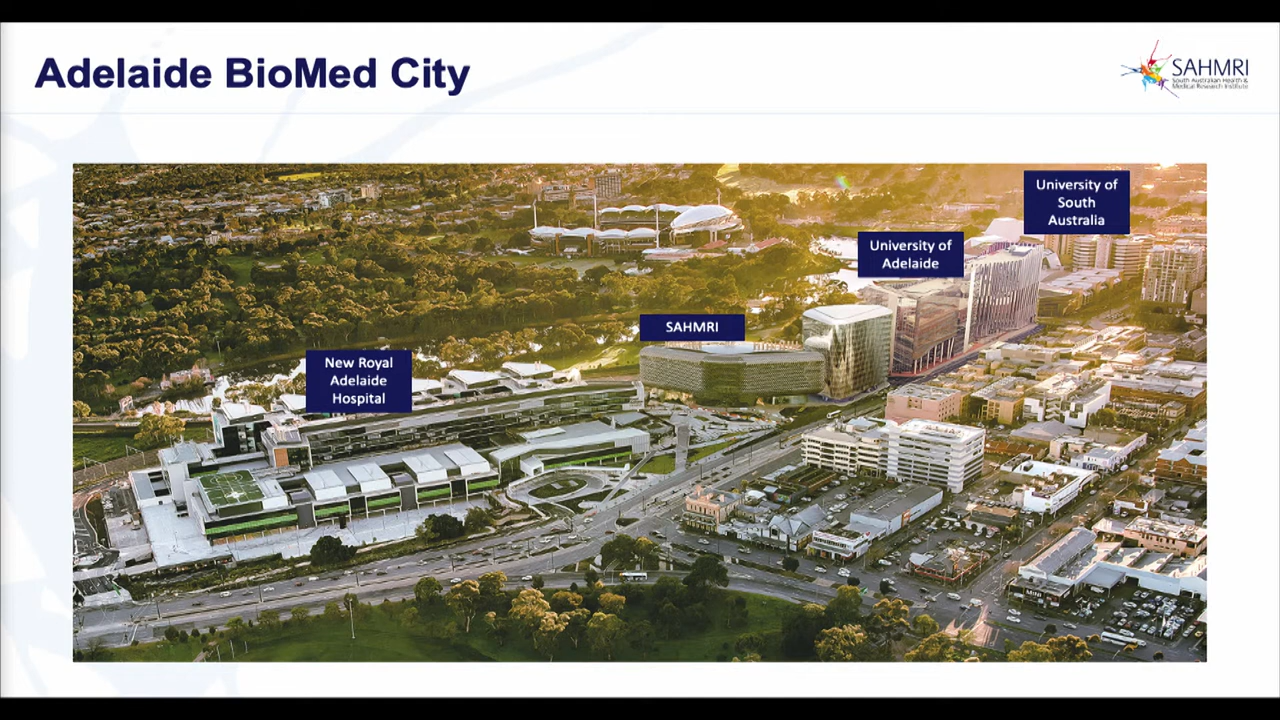 Adelaide BioMed City
SAHMRI
South Australian Health &
Medical Research Institute
University of
South
Australia
University of
Adelaide
SAHMRI
New Royal
Adelaide
Hospital
MINI